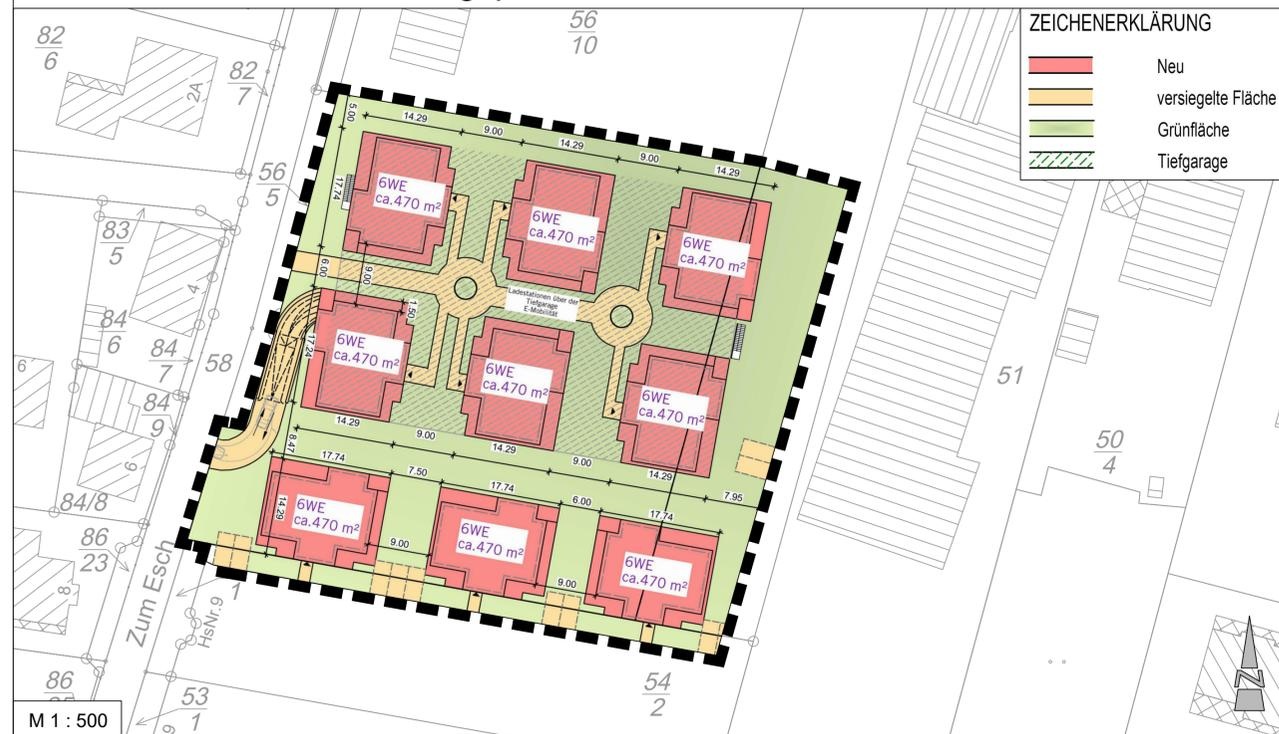 ZEICHENERKLÄRUNG
Neu
versiegelte Fläche
Grünfläche
Tiefgarage
56
10
82
6
82
7
2A
56
5
83
5
4
84
6
84
7
58
6
84
9
6
84/8
86
23
8
Zum Esch
HsNr.9
1
86
53
1
9
54
2
51
50
4
5.00
14.29
9.00
14.29
9.00
14.29
17.74
6WE
ca.470 m²
6WE
ca.470 m²
6WE
ca.470 m²
6.00
9.00
Ladestationen über der
Tiefgarage
E-Mobilität
1.50
17.24
6WE
ca.470 m²
6WE
ca.470 m²
6WE
ca.470 m²
14.29
9.00
14.29
9.00
14.29
7.95
8.47
17.74
7.50
17.74
6.00
17.74
14.29
6WE
ca.470 m²
9.00
6WE
ca.470 m²
9.00
6WE
ca.470 m²
N
M 1 : 500